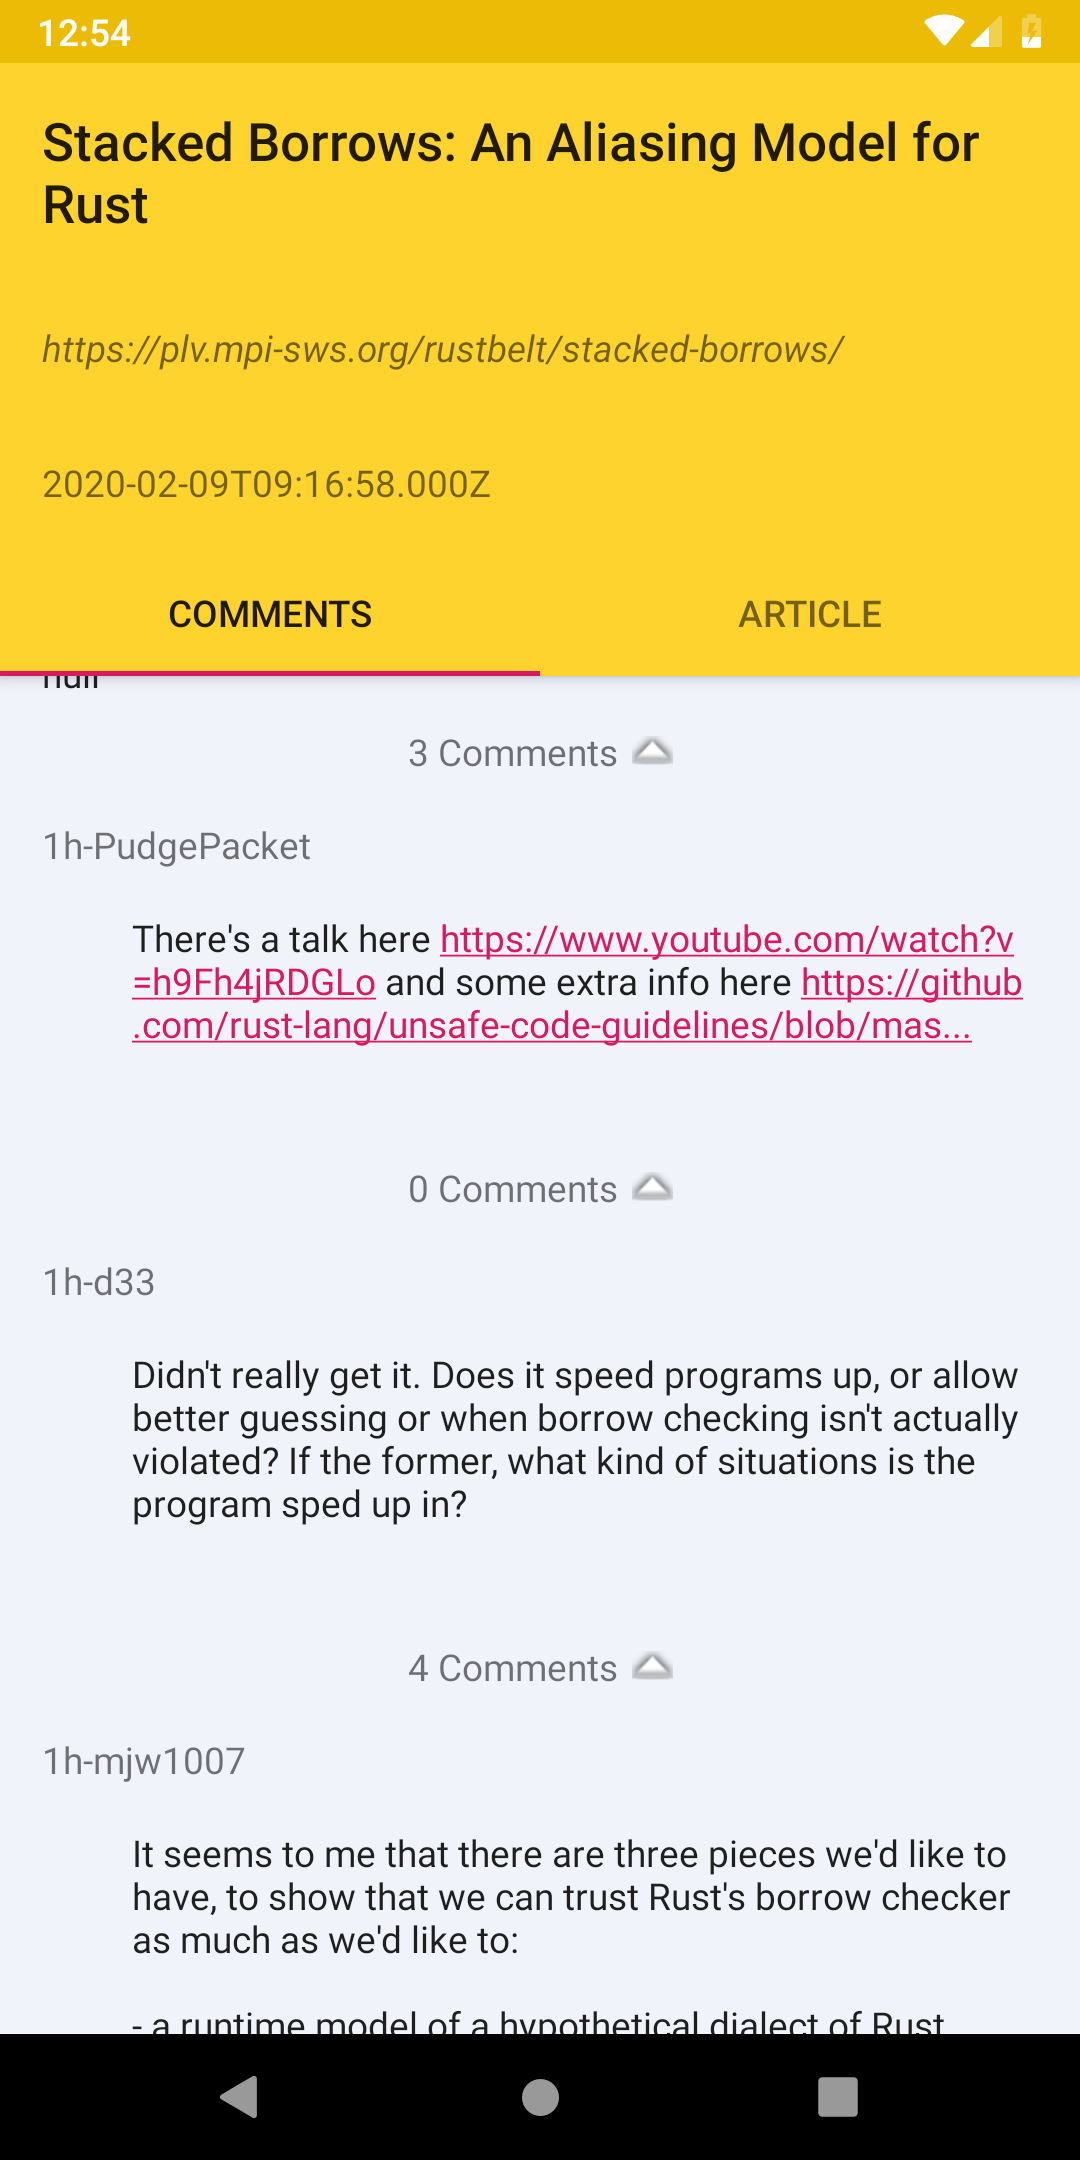 12:54
Stacked Borrows: An Aliasing Model for
Rust
https://plv.mpi-sws.org/rustbelt/stacked-borrows/
2020-02-09T09:16:58.000Z
COMMENTS
ARTICLE
null
3 Comments
1h-PudgePacket
There's a talk here https://www.youtube.com/watch?v
=h9Fh4jRDGLo and some extra info here https://github
.com/rust-lang/unsafe-code-guidelines/blob/mas...
0 Comments
1h-d33
Didn't really get it. Does it speed programs up, or allow
better guessing or when borrow checking isn't actually
violated? If the former, what kind of situations is the
program sped up in?
4 Comments
1h-mjw1007
It seems to me that there are three pieces we'd like to
have, to show that we can trust Rust's borrow checker
as much as we'd like to:
- a runtime model of a hypothetical dialect of Rust